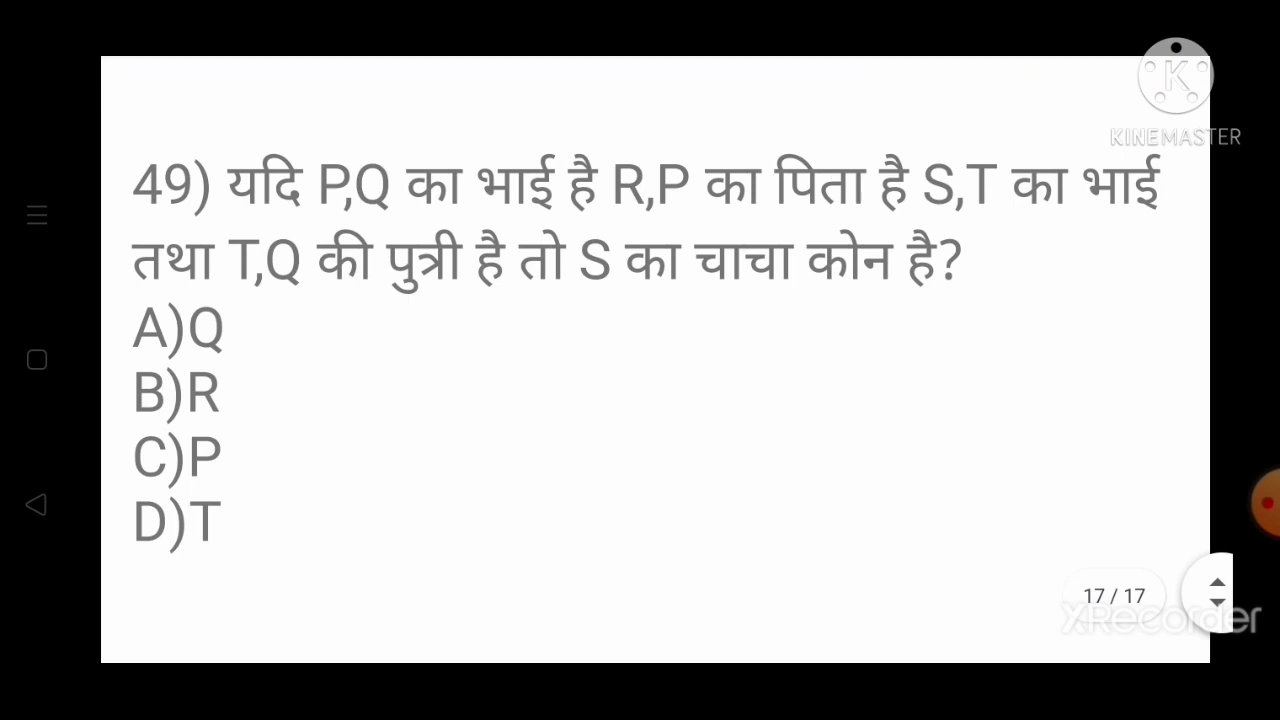 KINEMASTER
49) यदि P,Q का भाई है R,P का पिता है S,T का भाई
तथा T,Q की पुत्री है तो S का चाचा कोन है?
A)Q
B)R
C)P
D)T
17 / 17
XRecorder